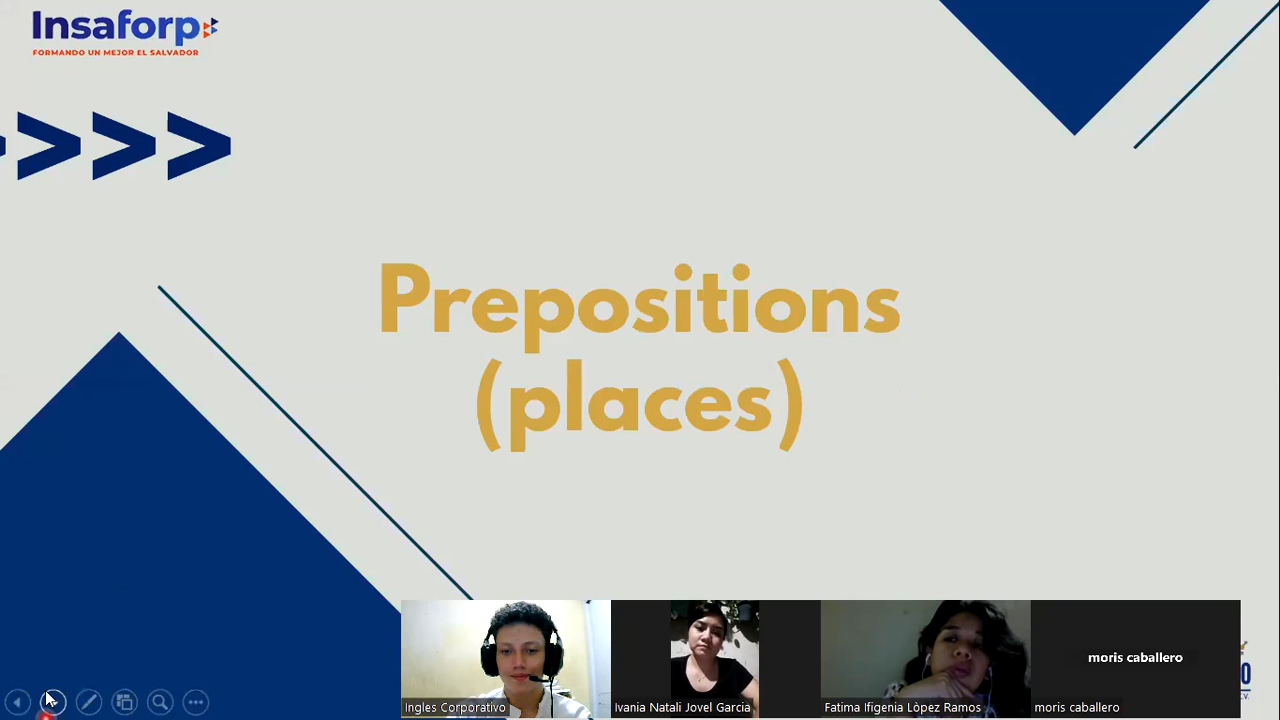 Insaforp
FORMANDO UN MEJOR EL SALVADOR
Prepositions
(places)
moris caballero
Ingles Corporativo
Ivania Natali Jovel Garcia
Fatima Ifigenia Lòpez Ramos
moris caballero